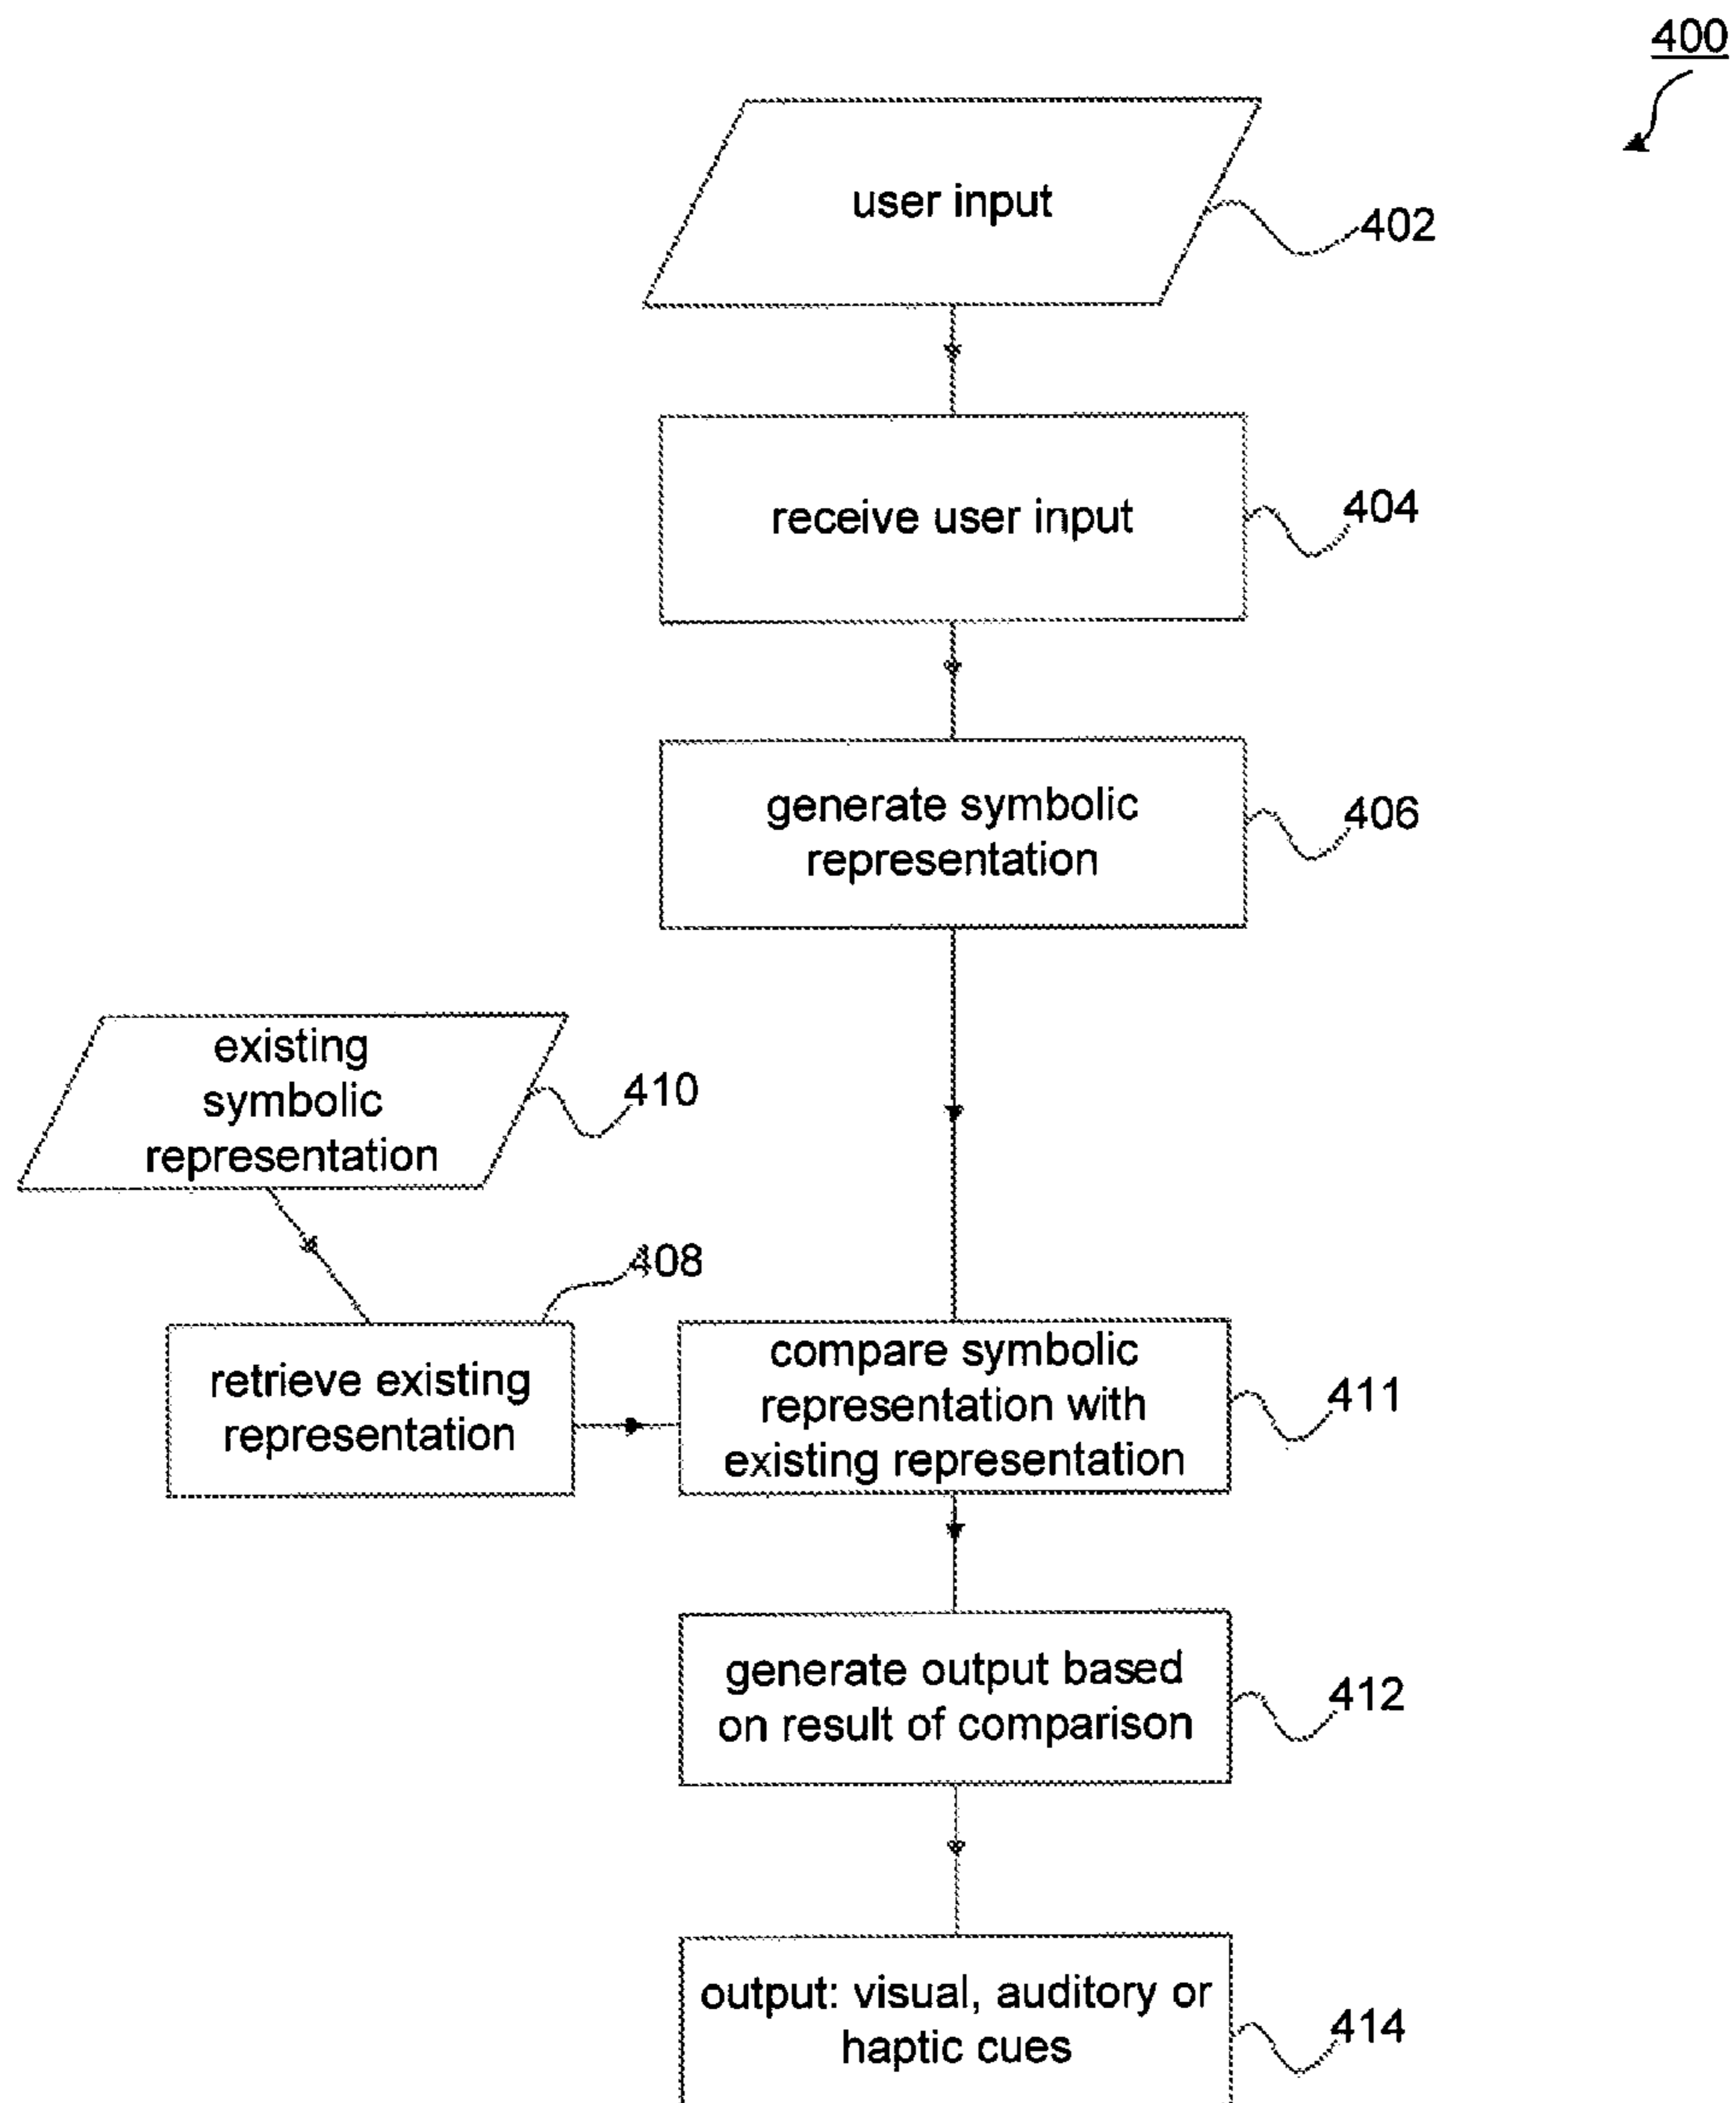 400
user input
402
receive user input
404
generate symbolic
representation
406
existing
symbolic
representation
410
408
retrieve existing
representation
compare symbolic
representation with
existing representation
411
generate output based
on result of comparison
412
output: visual, auditory or
haptic cues
414